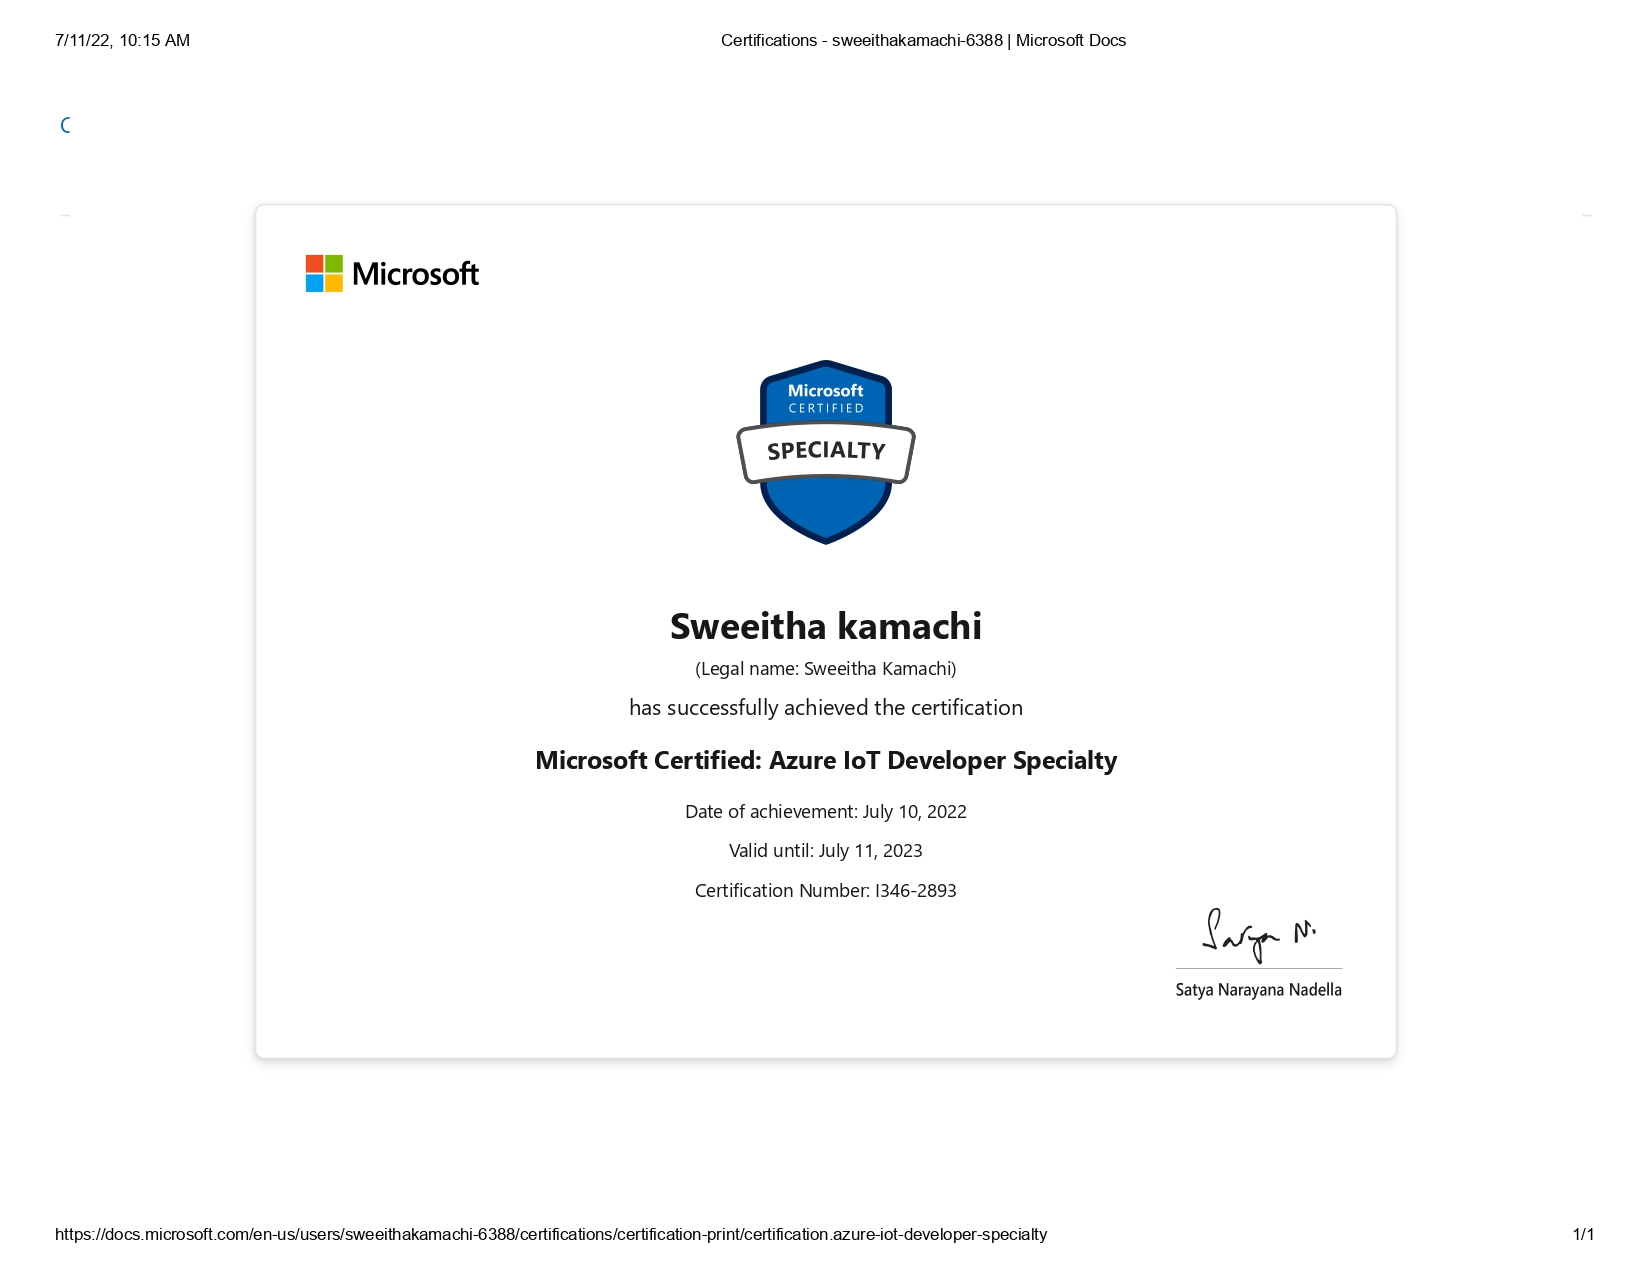 7/11/22, 10:15 AM
Certifications - sweeithakamachi-6388 | Microsoft Docs
Microsoft
Microsoft
CERTIFIED
SPECIALTY
Sweeitha kamachi
(Legal name: Sweeitha Kamachi)
has successfully achieved the certification
Microsoft Certified: Azure IoT Developer Specialty
Date of achievement: July 10, 2022
Valid until: July 11, 2023
Certification Number: I346-2893
Satya N.
Satya Narayana Nadella
https://docs.microsoft.com/en-us/users/sweeithakamachi-6388/certifications/certification-print/certification.azure-iot-developer-specialty
1/1